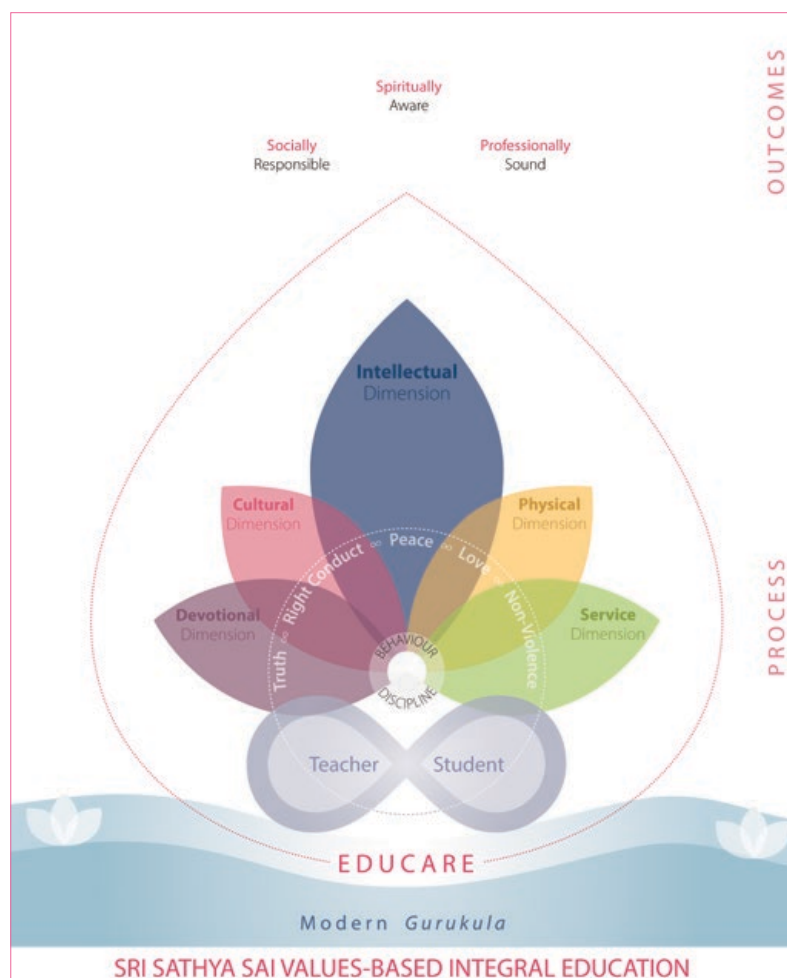 OUTCOMES
Spiritually
Aware
Socially
Responsible
Professionally
Sound
PROCESS
Intellectual
Dimension
Cultural
Dimension
Physical
Dimension
Devotional
Dimension
Service
Dimension
Truth ∞ Right Conduct ∞ Peace ∞ Love ∞ Non-Violence
BEHAVIOUR
DISCIPLINE
Teacher
Student
EDUCARE
Modern Gurukula
SRI SATHYA SAI VALUES-BASED INTEGRAL EDUCATION